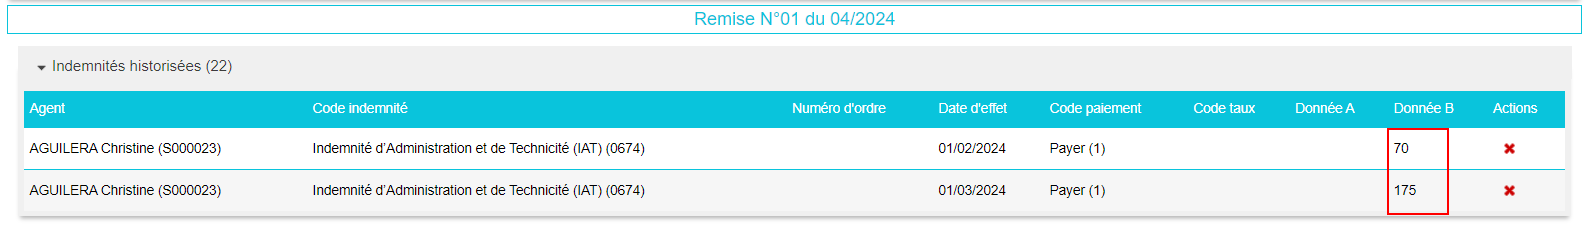 Remise N°01 du 04/2024
Indemnités historisées (22)
Agent Code indemnité Numéro d'ordre Date d'effet Code paiement Code taux Donnée A Donnée B Actions
AGUILERA Christine (S000023) Indemnité d'Administration et de Technicité (IAT) (0674) 01/02/2024 Payer (1) 70
AGUILERA Christine (S000023) Indemnité d'Administration et de Technicité (IAT) (0674) 01/03/2024 Payer (1) 175